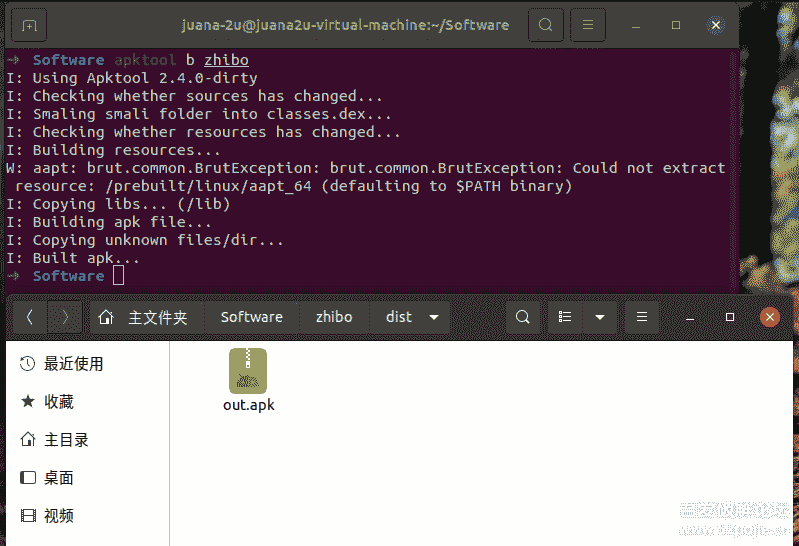 juana-2u@juana2u-virtual-machine:~/Software
Software apktool b zhibo
I: Using Apktool 2.4.0-dirty
I: Checking whether sources has changed...
I: Smaling smali folder into classes.dex...
I: Checking whether resources has changed...
I: Building resources...
W: aapt: brut.common.BrutException: brut.common.BrutException: Could not extract
resource: /prebuilt/linux/aapt_64 (defaulting to $PATH binary)
I: Copying libs... (/lib)
I: Building apk file...
I: Copying unknown files/dir...
I: Built apk...
Software
主文件夹 Software zhibo dist
最近使用
收藏
主目录
桌面
视频
out.apk